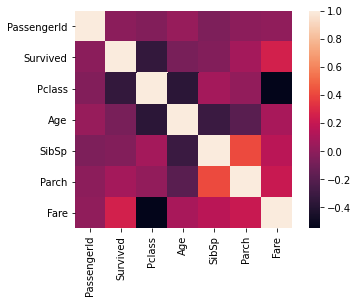 PassengerId
Survived
Pclass
Age
SibSp
Parch
Fare
PassengerId
Survived
Pclass
Age
SibSp
Parch
Fare
1.0
0.8
0.6
0.4
0.2
0.0
−0.2
−0.4